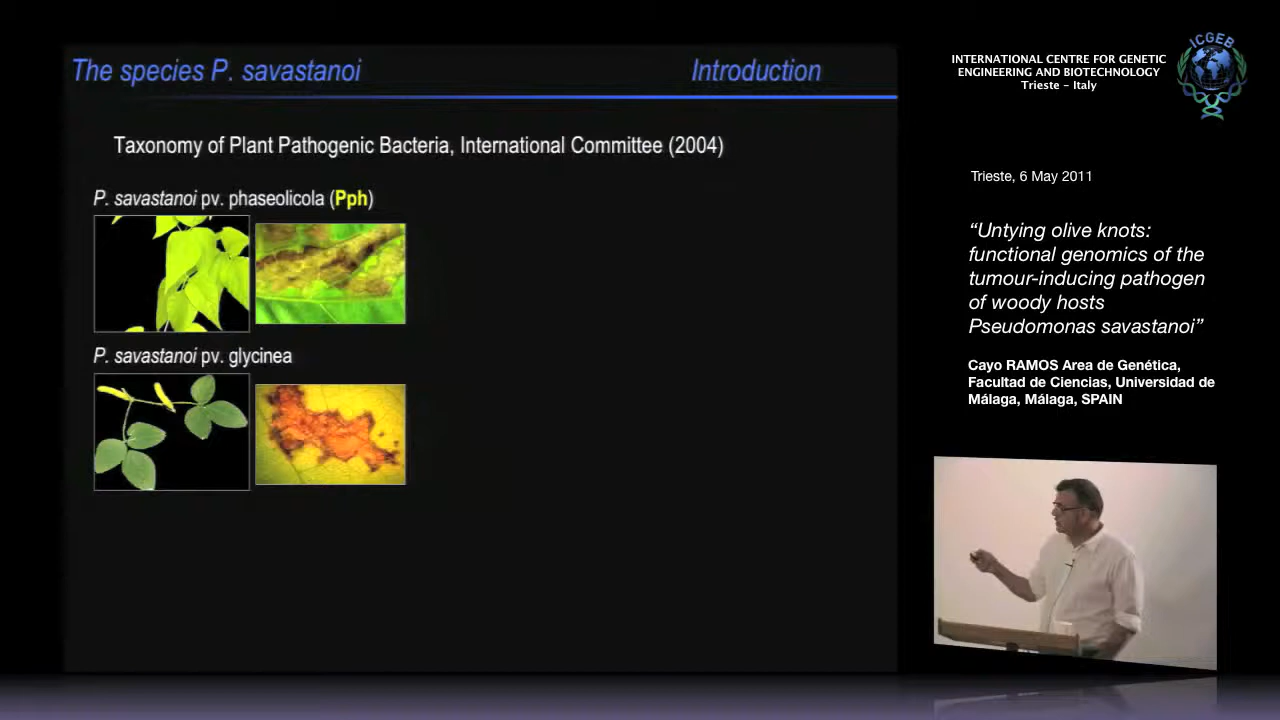 The species P. savastanoi
Introduction
Taxonomy of Plant Pathogenic Bacteria, International Committee (2004)
P. savastanoi pv. phaseolicola (Pph)
P. savastanoi pv. glycinea
INTERNATIONAL CENTRE FOR GENETIC
ENGINEERING AND BIOTECHNOLOGY
Trieste - Italy
ICGEB
Trieste, 6 May 2011
“Untying olive knots:
functional genomics of the
tumour-inducing pathogen
of woody hosts
Pseudomonas savastanoi”
Cayo RAMOS Area de Genética,
Facultad de Ciencias, Universidad de
Málaga, Málaga, SPAIN